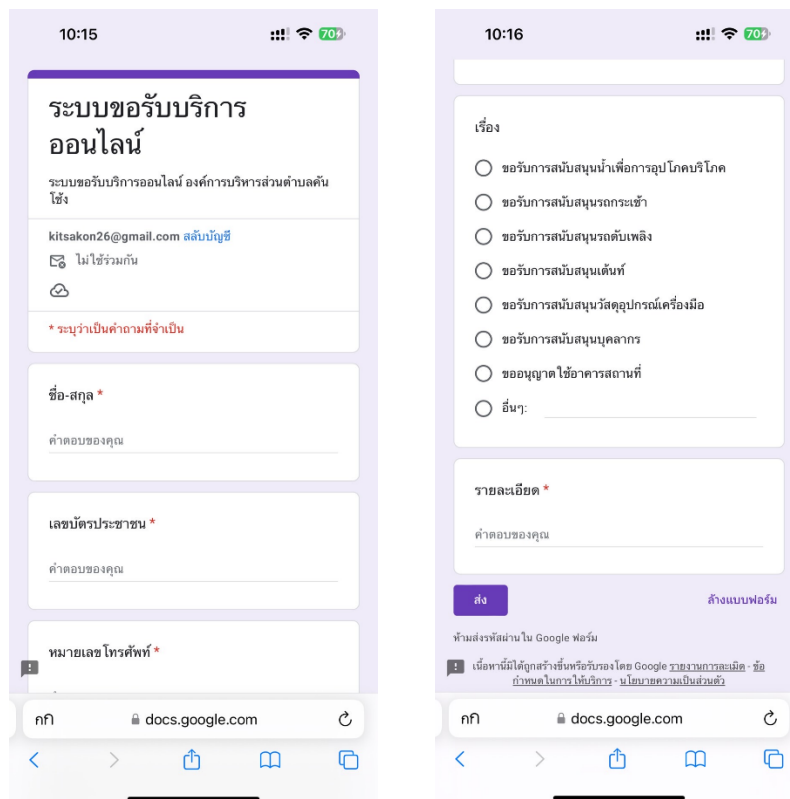 10:15
70
ระบบขอรับบริการ
ออนไลน์
ระบบขอรับบริการออนไลน์ องค์การบริหารส่วนตำบลคัน
โช้ง
kitsakon26@gmail.com สลับบัญชี
ไม่ใช้ร่วมกัน
* ระบุว่าเป็นคำถามที่จำเป็น
ชื่อ-สกุล *
คำตอบของคุณ
เลขบัตรประชาชน *
คำตอบของคุณ
หมายเลขโทรศัพท์ *
กกิ docs.google.com
10:16
70
เรื่อง
ขอรับการสนับสนุนน้ำเพื่อการอุปโภคบริโภค
ขอรับการสนับสนุนรถกระเช้า
ขอรับการสนับสนุนรถดับเพลิง
ขอรับการสนับสนุนเต้นท์
ขอรับการสนับสนุนวัสดุอุปกรณ์เครื่องมือ
ขอรับการสนับสนุนบุคลากร
ขออนุญาตใช้อาคารสถานที่
อื่นๆ:
รายละเอียด *
คำตอบของคุณ
ส่ง ล้างแบบฟอร์ม
ห้ามส่งรหัสผ่านใน Google ฟอร์ม
เนื้อหานี้มิได้ถูกสร้างขึ้นหรือรับรองโดย Google รายงานการละเมิด - ข้อ
กำหนดในการให้บริการ - นโยบายความเป็นส่วนตัว
กกิ docs.google.com